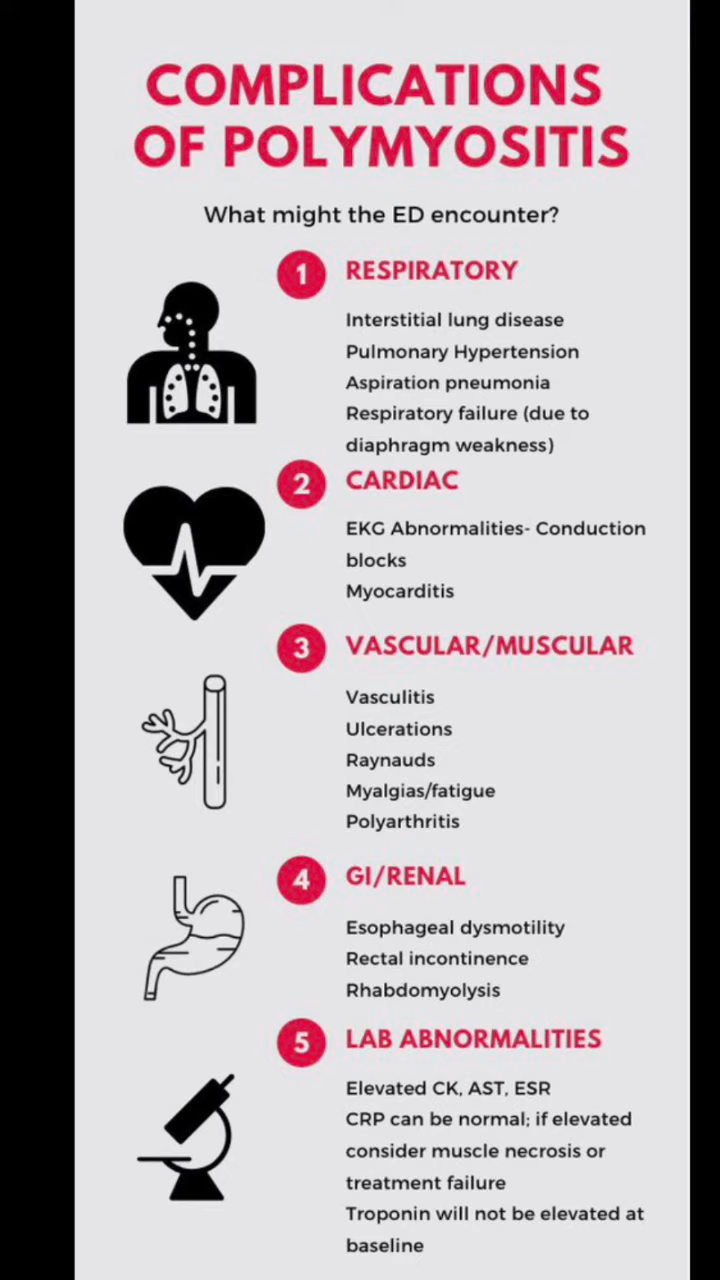 COMPLICATIONS
OF POLYMYOSITIS
What might the ED encounter?
1 RESPIRATORY
Interstitial lung disease
Pulmonary Hypertension
Aspiration pneumonia
Respiratory failure (due to
diaphragm weakness)
2 CARDIAC
EKG Abnormalities- Conduction
blocks
Myocarditis
3 VASCULAR/MUSCULAR
Vasculitis
Ulcerations
Raynauds
Myalgias/fatigue
Polyarthritis
4 GI/RENAL
Esophageal dysmotility
Rectal incontinence
Rhabdomyolysis
5 LAB ABNORMALITIES
Elevated CK, AST, ESR
CRP can be normal; if elevated
consider muscle necrosis or
treatment failure
Troponin will not be elevated at
baseline